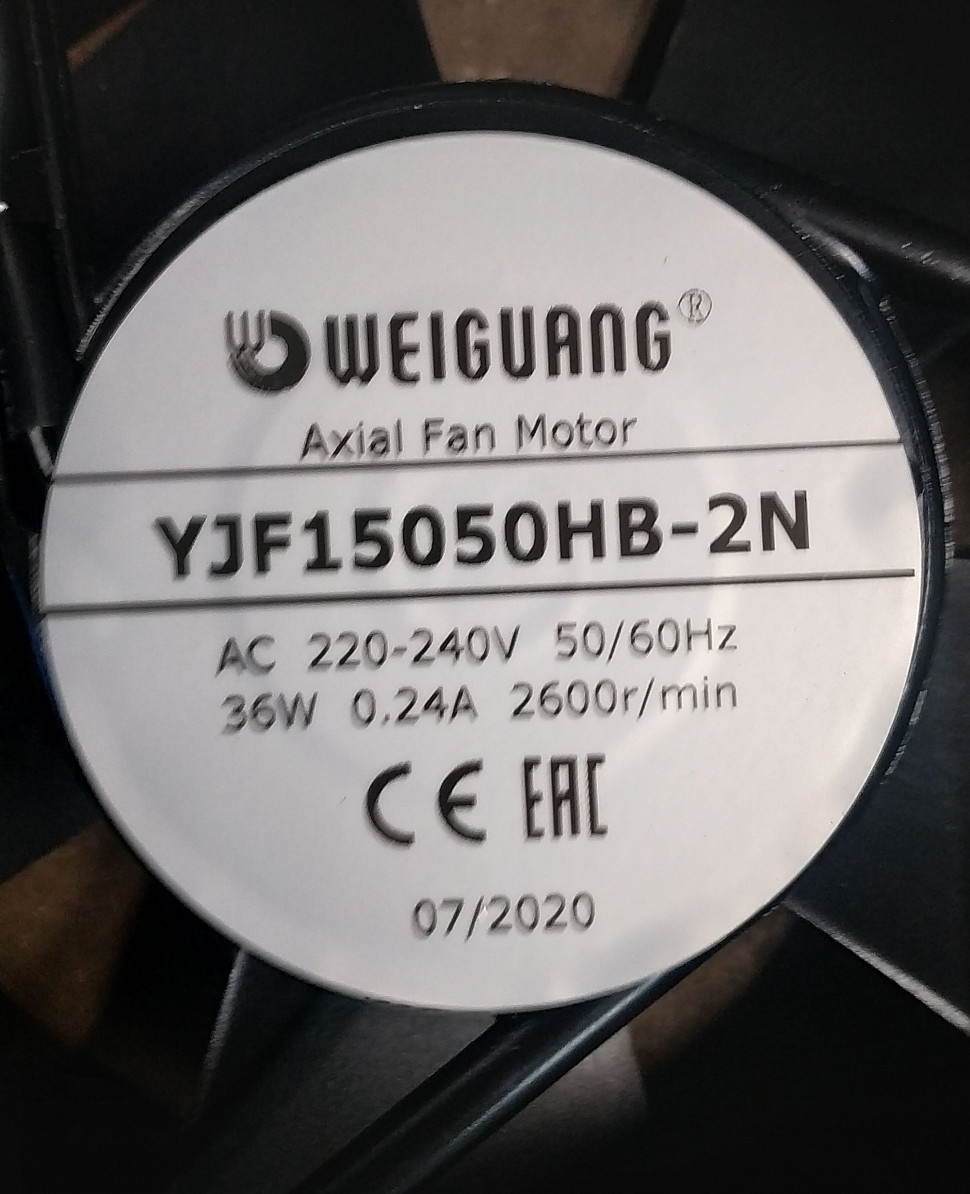 WEIGUANG®
Axial Fan Motor
YJF15050HB-2N
AC 220-240V 50/60Hz
36W 0.24A 2600r/min
CE EAC
07/2020